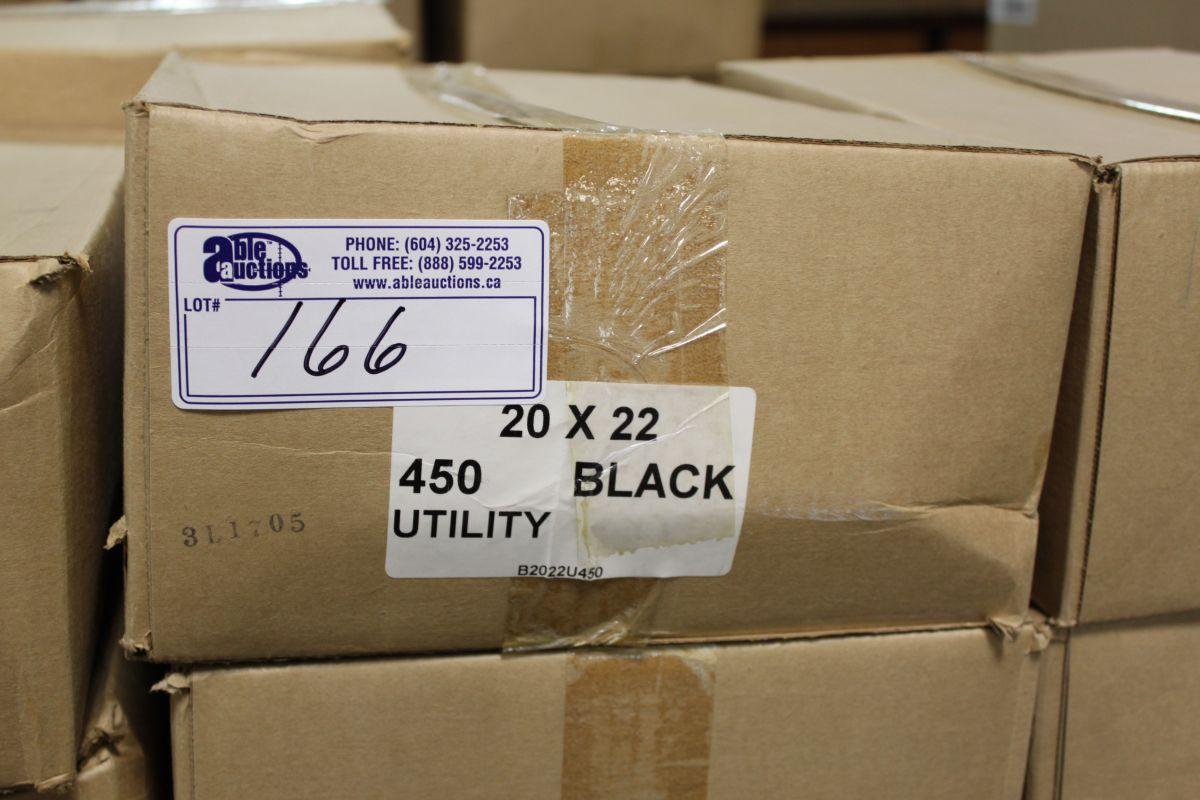 able auctions™
PHONE: (604) 325-2253
TOLL FREE: (888) 599-2253
www.ableauctions.ca
LOT# 166
20 X 22
450 BLACK
UTILITY
B2022U450
3L1705